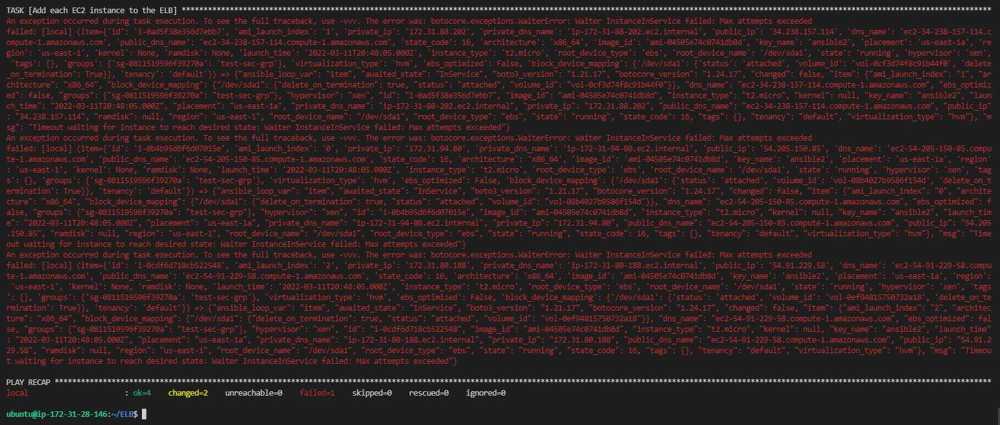 TASK [Add each EC2 instance to the ELB] ****************************************************************************************************************************************************************************************
An exception occurred during task execution. To see the full traceback, use -vvv. The error was: botocore.exceptions.WaiterError: Waiter InstanceInService failed: Max attempts exceeded
failed: [local] (item={'id': 'i-0ad5f38e356d7ebb7', 'ami_launch_index': '1', 'private_ip': '172.31.88.202', 'private_dns_name': 'ip-172-31-88-202.ec2.internal', 'public_ip': '34.238.157.114', 'dns_name': 'ec2-34-238-157-114.c
ompute-1.amazonaws.com', 'public_dns_name': 'ec2-34-238-157-114.compute-1.amazonaws.com', 'state_code': 16, 'architecture': 'x86_64', 'image_id': 'ami-04505e74c0741db8d', 'key_name': 'ansible2', 'placement': 'us-east-1a', 're
gion': 'us-east-1', 'kernel': None, 'ramdisk': None, 'launch_time': '2022-03-11T20:48:05.000Z', 'instance_type': 't2.micro', 'root_device_type': 'ebs', 'root_device_name': '/dev/sda1', 'state': 'running', 'hypervisor': 'xen',
 'tags': {}, 'groups': {'sg-0811519596f39270a': 'test-sec-grp'}, 'virtualization_type': 'hvm', 'ebs_optimized': False, 'block_device_mapping': {'/dev/sda1': {'status': 'attached', 'volume_id': 'vol-0cf3d74f8c91b44f0', 'delete
_on_termination': True}}, 'tenancy': 'default'}) => {"ansible_loop_var": "item", "awaited_state": "InService", "boto3_version": "1.21.17", "botocore_version": "1.24.17", "changed": false, "item": {"ami_launch_index": "1", "ar
chitecture": "x86_64", "block_device_mapping": {"/dev/sda1": {"delete_on_termination": true, "status": "attached", "volume_id": "vol-0cf3d74f8c91b44f0"}}, "dns_name": "ec2-34-238-157-114.compute-1.amazonaws.com", "ebs_optimiz
ed": false, "groups": {"sg-0811519596f39270a": "test-sec-grp"}, "hypervisor": "xen", "id": "i-0ad5f38e356d7ebb7", "image_id": "ami-04505e74c0741db8d", "instance_type": "t2.micro", "kernel": null, "key_name": "ansible2", "laun
ch_time": "2022-03-11T20:48:05.000Z", "placement": "us-east-1a", "private_dns_name": "ip-172-31-88-202.ec2.internal", "private_ip": "172.31.88.202", "public_dns_name": "ec2-34-238-157-114.compute-1.amazonaws.com", "public_ip"
: "34.238.157.114", "ramdisk": null, "region": "us-east-1", "root_device_name": "/dev/sda1", "root_device_type": "ebs", "state": "running", "state_code": 16, "tags": {}, "tenancy": "default", "virtualization_type": "hvm"}, "m
sg": "Timeout waiting for instance to reach desired state: Waiter InstanceInService failed: Max attempts exceeded"}
An exception occurred during task execution. To see the full traceback, use -vvv. The error was: botocore.exceptions.WaiterError: Waiter InstanceInService failed: Max attempts exceeded
failed: [local] (item={'id': 'i-0b4b95d6f6d07015e', 'ami_launch_index': '0', 'private_ip': '172.31.94.80', 'private_dns_name': 'ip-172-31-94-80.ec2.internal', 'public_ip': '54.205.150.85', 'dns_name': 'ec2-54-205-150-85.compu
te-1.amazonaws.com', 'public_dns_name': 'ec2-54-205-150-85.compute-1.amazonaws.com', 'state_code': 16, 'architecture': 'x86_64', 'image_id': 'ami-04505e74c0741db8d', 'key_name': 'ansible2', 'placement': 'us-east-1a', 'region'
: 'us-east-1', 'kernel': None, 'ramdisk': None, 'launch_time': '2022-03-11T20:48:05.000Z', 'instance_type': 't2.micro', 'root_device_type': 'ebs', 'root_device_name': '/dev/sda1', 'state': 'running', 'hypervisor': 'xen', 'tag
s': {}, 'groups': {'sg-0811519596f39270a': 'test-sec-grp'}, 'virtualization_type': 'hvm', 'ebs_optimized': False, 'block_device_mapping': {'/dev/sda1': {'status': 'attached', 'volume_id': 'vol-08b4027b9586f154d', 'delete_on_t
ermination': True}}, 'tenancy': 'default'}) => {"ansible_loop_var": "item", "awaited_state": "InService", "boto3_version": "1.21.17", "botocore_version": "1.24.17", "changed": false, "item": {"ami_launch_index": "0", "archite
cture": "x86_64", "block_device_mapping": {"/dev/sda1": {"delete_on_termination": true, "status": "attached", "volume_id": "vol-08b4027b9586f154d"}}, "dns_name": "ec2-54-205-150-85.compute-1.amazonaws.com", "ebs_optimized": f
alse, "groups": {"sg-0811519596f39270a": "test-sec-grp"}, "hypervisor": "xen", "id": "i-0b4b95d6f6d07015e", "image_id": "ami-04505e74c0741db8d", "instance_type": "t2.micro", "kernel": null, "key_name": "ansible2", "launch_tim
e": "2022-03-11T20:48:05.000Z", "placement": "us-east-1a", "private_dns_name": "ip-172-31-94-80.ec2.internal", "private_ip": "172.31.94.80", "public_dns_name": "ec2-54-205-150-85.compute-1.amazonaws.com", "public_ip": "54.205
.150.85", "ramdisk": null, "region": "us-east-1", "root_device_name": "/dev/sda1", "root_device_type": "ebs", "state": "running", "state_code": 16, "tags": {}, "tenancy": "default", "virtualization_type": "hvm"}, "msg": "Time
out waiting for instance to reach desired state: Waiter InstanceInService failed: Max attempts exceeded"}
An exception occurred during task execution. To see the full traceback, use -vvv. The error was: botocore.exceptions.WaiterError: Waiter InstanceInService failed: Max attempts exceeded
failed: [local] (item={'id': 'i-0cdf6d718cb522548', 'ami_launch_index': '2', 'private_ip': '172.31.80.188', 'private_dns_name': 'ip-172-31-80-188.ec2.internal', 'public_ip': '54.91.229.58', 'dns_name': 'ec2-54-91-229-58.compu
te-1.amazonaws.com', 'public_dns_name': 'ec2-54-91-229-58.compute-1.amazonaws.com', 'state_code': 16, 'architecture': 'x86_64', 'image_id': 'ami-04505e74c0741db8d', 'key_name': 'ansible2', 'placement': 'us-east-1a', 'region':
 'us-east-1', 'kernel': None, 'ramdisk': None, 'launch_time': '2022-03-11T20:48:05.000Z', 'instance_type': 't2.micro', 'root_device_type': 'ebs', 'root_device_name': '/dev/sda1', 'state': 'running', 'hypervisor': 'xen', 'tags
': {}, 'groups': {'sg-0811519596f39270a': 'test-sec-grp'}, 'virtualization_type': 'hvm', 'ebs_optimized': False, 'block_device_mapping': {'/dev/sda1': {'status': 'attached', 'volume_id': 'vol-0ef94815750732a18', 'delete_on_te
rmination': True}}, 'tenancy': 'default'}) => {"ansible_loop_var": "item", "awaited_state": "InService", "boto3_version": "1.21.17", "botocore_version": "1.24.17", "changed": false, "item": {"ami_launch_index": "2", "architec
ture": "x86_64", "block_device_mapping": {"/dev/sda1": {"delete_on_termination": true, "status": "attached", "volume_id": "vol-0ef94815750732a18"}}, "dns_name": "ec2-54-91-229-58.compute-1.amazonaws.com", "ebs_optimized": fal
se, "groups": {"sg-0811519596f39270a": "test-sec-grp"}, "hypervisor": "xen", "id": "i-0cdf6d718cb522548", "image_id": "ami-04505e74c0741db8d", "instance_type": "t2.micro", "kernel": null, "key_name": "ansible2", "launch_time"
: "2022-03-11T20:48:05.000Z", "placement": "us-east-1a", "private_dns_name": "ip-172-31-80-188.ec2.internal", "private_ip": "172.31.80.188", "public_dns_name": "ec2-54-91-229-58.compute-1.amazonaws.com", "public_ip": "54.91.2
29.58", "ramdisk": null, "region": "us-east-1", "root_device_name": "/dev/sda1", "root_device_type": "ebs", "state": "running", "state_code": 16, "tags": {}, "tenancy": "default", "virtualization_type": "hvm"}, "msg": "Timeou
t waiting for instance to reach desired state: Waiter InstanceInService failed: Max attempts exceeded"}
PLAY RECAP *********************************************************************************************************************************************************************************************************************
local                      : ok=4    changed=2    unreachable=0    failed=1    skipped=0    rescued=0    ignored=0
ubuntu@ip-172-31-28-146:~/ELB$